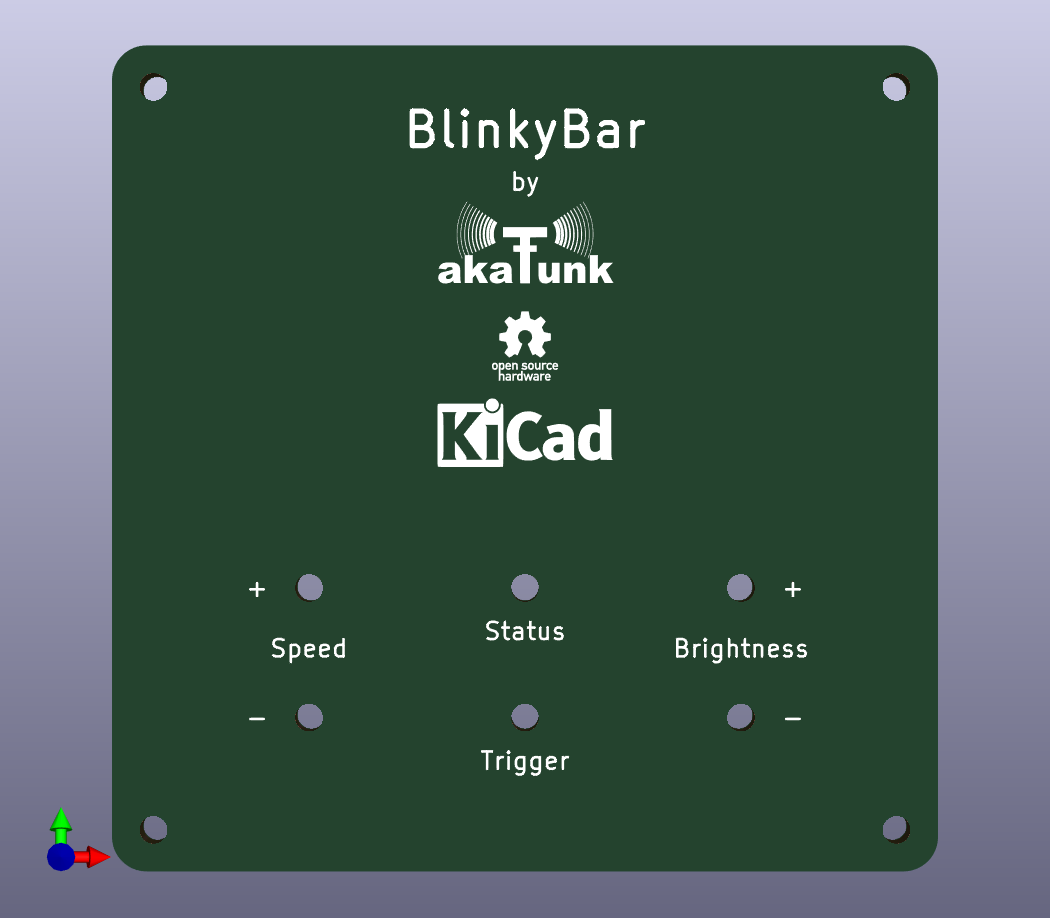 BlinkyBar
by
akaTunk
open source
hardware
KiCad
+ +
Status
Speed Brightness
– –
Trigger